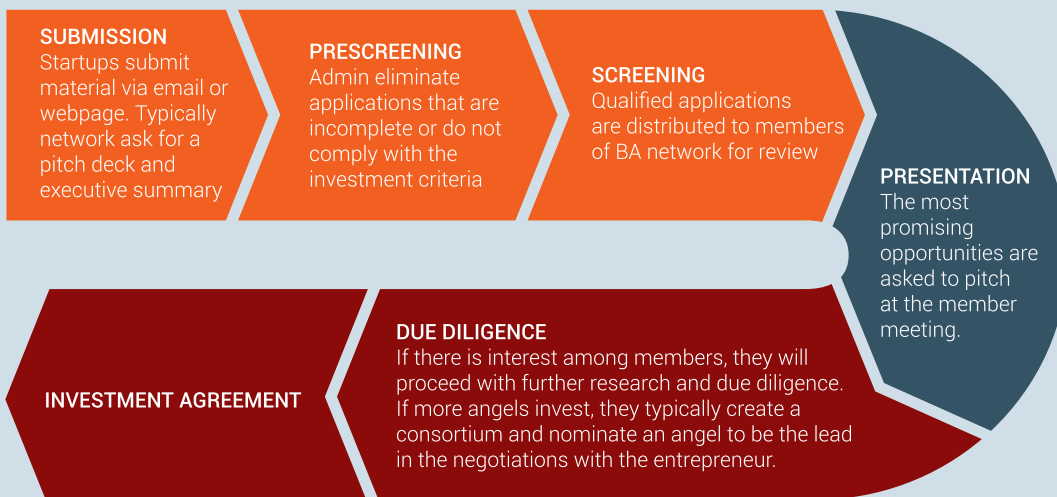 SUBMISSION
Startups submit
material via email or
webpage. Typically
network ask for a
pitch deck and
executive summary
PRESCREENING
Admin eliminate
applications that are
incomplete or do not
comply with the
investment criteria
SCREENING
Qualified applications
are distributed to members
of BA network for review
PRESENTATION
The most
promising
opportunities are
asked to pitch
at the member
meeting.
DUE DILIGENCE
If there is interest among members, they will
proceed with further research and due diligence.
If more angels invest, they typically create a
consortium and nominate an angel to be the lead
in the negotiations with the entrepreneur.
INVESTMENT AGREEMENT